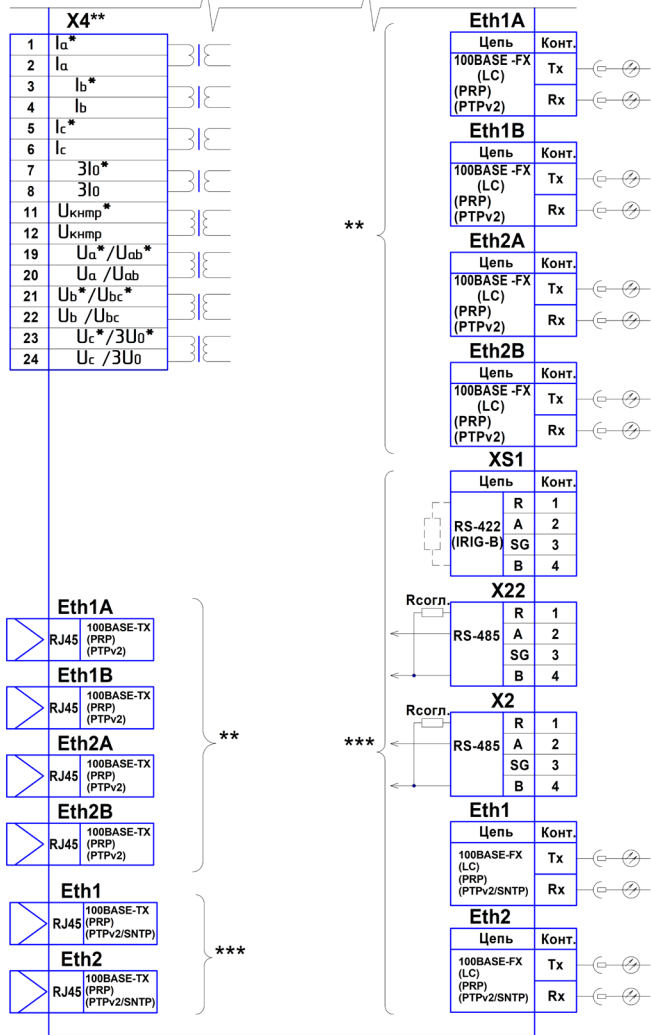 X4**
1 Ia*
2 Ia
3 Ib*
4 Ib
5 Ic*
6 Ic
7 3I0*
8 3I0
11 Uкнтр*
12 Uкнтр
19 Ua*/Uab*
20 Ua /Uab
21 Ub*/Ubc*
22 Ub /Ubc
23 Uc*/3U0*
24 Uc /3U0
Eth1A
RJ45
100BASE-TX
(PRP)
(PTPv2)
Eth1B
RJ45
100BASE-TX
(PRP)
(PTPv2)
Eth2A
RJ45
100BASE-TX
(PRP)
(PTPv2)
Eth2B
RJ45
100BASE-TX
(PRP)
(PTPv2)
**
Eth1
RJ45
100BASE-TX
(PRP)
(PTPv2/SNTP)
Eth2
RJ45
100BASE-TX
(PRP)
(PTPv2/SNTP)
***
**
Eth1A
Цепь Конт.
100BASE -FX
(LC)
(PRP)
(PTPv2)
Tx
Rx
Eth1B
Цепь Конт.
100BASE -FX
(LC)
(PRP)
(PTPv2)
Tx
Rx
Eth2A
Цепь Конт.
100BASE -FX
(LC)
(PRP)
(PTPv2)
Tx
Rx
Eth2B
Цепь Конт.
100BASE -FX
(LC)
(PRP)
(PTPv2)
Tx
Rx
***
XS1
Цепь Конт.
RS-422
(IRIG-B)
R 1
A 2
SG 3
B 4
X22
Rсогл.
RS-485
R 1
A 2
SG 3
B 4
X2
Rсогл.
RS-485
R 1
A 2
SG 3
B 4
Eth1
Цепь Конт.
100BASE-FX
(LC)
(PRP)
(PTPv2/SNTP)
Tx
Rx
Eth2
Цепь Конт.
100BASE-FX
(LC)
(PRP)
(PTPv2/SNTP)
Tx
Rx